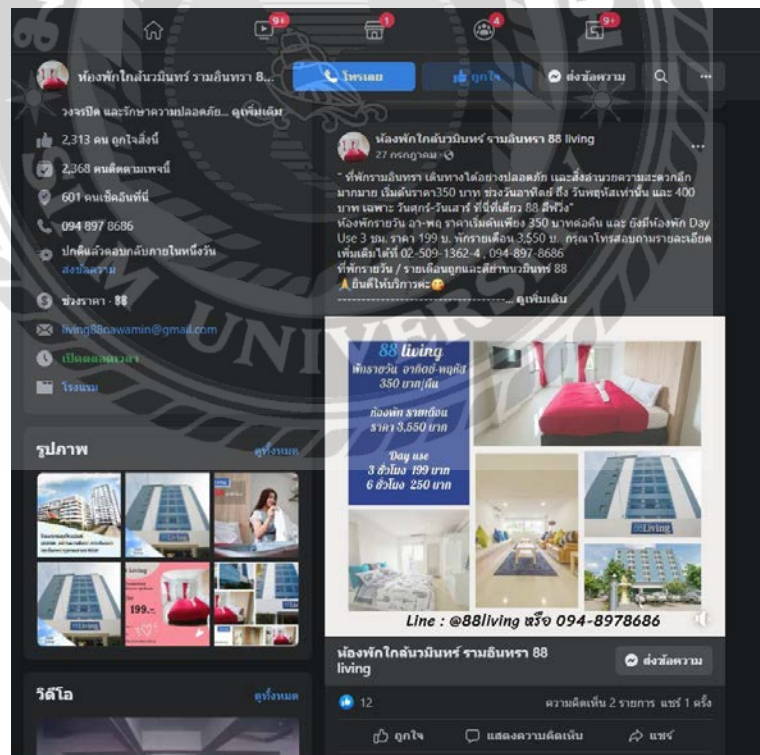 9+
1
4
9+
ห้องพักใกล้นวมินทร์ รามอินทรา 8...
โทรเลย
ถูกใจ
ส่งข้อความ
วงจรปิด และรักษาความปลอดภัย... ดูเพิ่มเติม
2,313 คน ถูกใจสิ่งนี้
2,368 คนติดตามเพจนี้
601 คนเช็คอินที่นี่
094 897 8686
ปกติแล้วตอบกลับภายในหนึ่งวัน
ส่งข้อความ
ช่วงราคา · ฿฿
living88nawamin@gmail.com
เปิดตลอดเวลา
โรงแรม
รูปภาพ
ดูทั้งหมด
88Living
199.-
วิดีโอ
ดูทั้งหมด
ห้องพักใกล้นวมินทร์ รามอินทรา 88 living
27 กรกฎาคม ·
" ที่พักรามอินทรา เดินทางได้อย่างปลอดภัย และสิ่งอำนวยความสะดวกอีก
มากมาย เริ่มต้นราคา350 บาท ช่วงวันอาทิตย์ ถึง วันพฤหัสเท่านั้น และ 400
บาท เฉพาะ วันศุกร์-วันเสาร์ ที่นี่ที่เดียว 88 ลีฟวิ่ง"
ห้องพักรายวัน อา-พฤ ราคาเริ่มต้นเพียง 350 บาทต่อคืน และ ยังมีห้องพัก Day
Use 3 ชม. ราคา 199 บ. พักรายเดือน 3,550 บ. กรุณาโทรสอบถามรายละเอียด
เพิ่มเติมได้ที่ 02-509-1362-4 , 094-897-8686
ที่พักรายวัน / รายเดือนถูกและดีย่านนวมินทร์ 88
ยินดีให้บริการค่ะ
-----------------------------------... ดูเพิ่มเติม
88 living
พักรายวัน อาทิตย์-พฤหัส
350 บาท/คืน
ห้องพัก รายเดือน
ราคา 3,550 บาท
Day use
3 ชั่วโมง 199 บาท
6 ชั่วโมง 250 บาท
88Living
Line : @88living หรือ 094-8978686
ห้องพักใกล้นวมินทร์ รามอินทรา 88
living
ส่งข้อความ
12
ความคิดเห็น 2 รายการ แชร์ 1 ครั้ง
ถูกใจ
แสดงความคิดเห็น
แชร์
UNIVERSITY